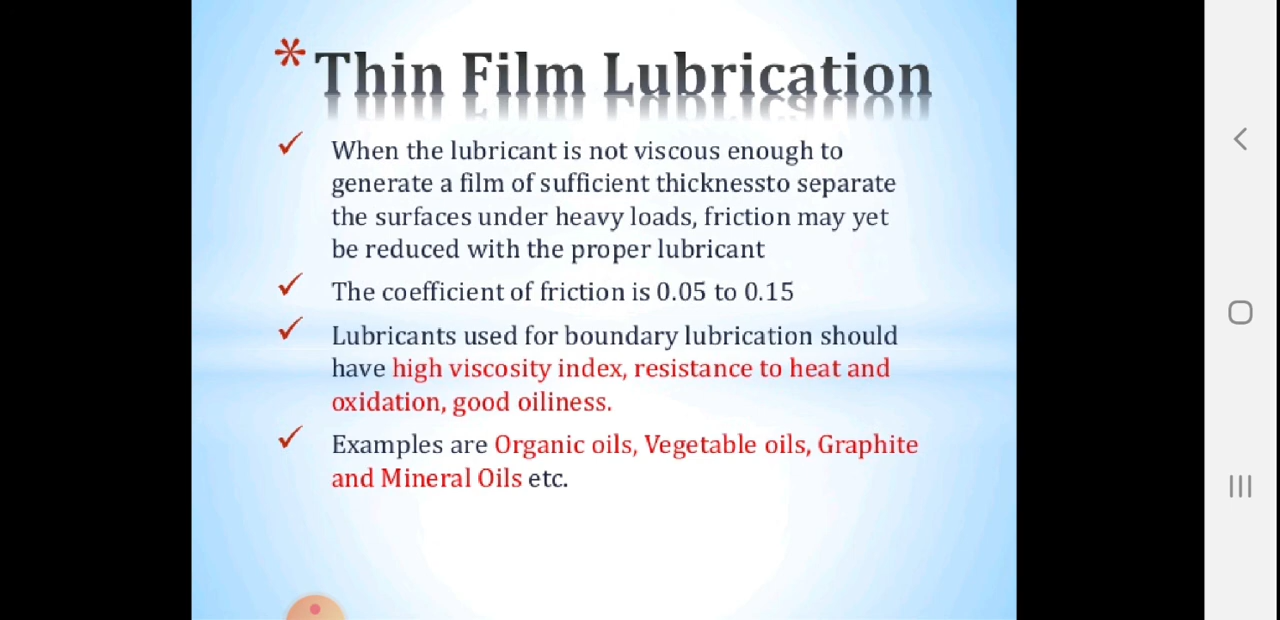 * Thin Film Lubrication
✓ When the lubricant is not viscous enough to
generate a film of sufficient thicknessto separate
the surfaces under heavy loads, friction may yet
be reduced with the proper lubricant
✓ The coefficient of friction is 0.05 to 0.15
✓ Lubricants used for boundary lubrication should
have high viscosity index, resistance to heat and
oxidation, good oiliness.
✓ Examples are Organic oils, Vegetable oils, Graphite
and Mineral Oils etc.